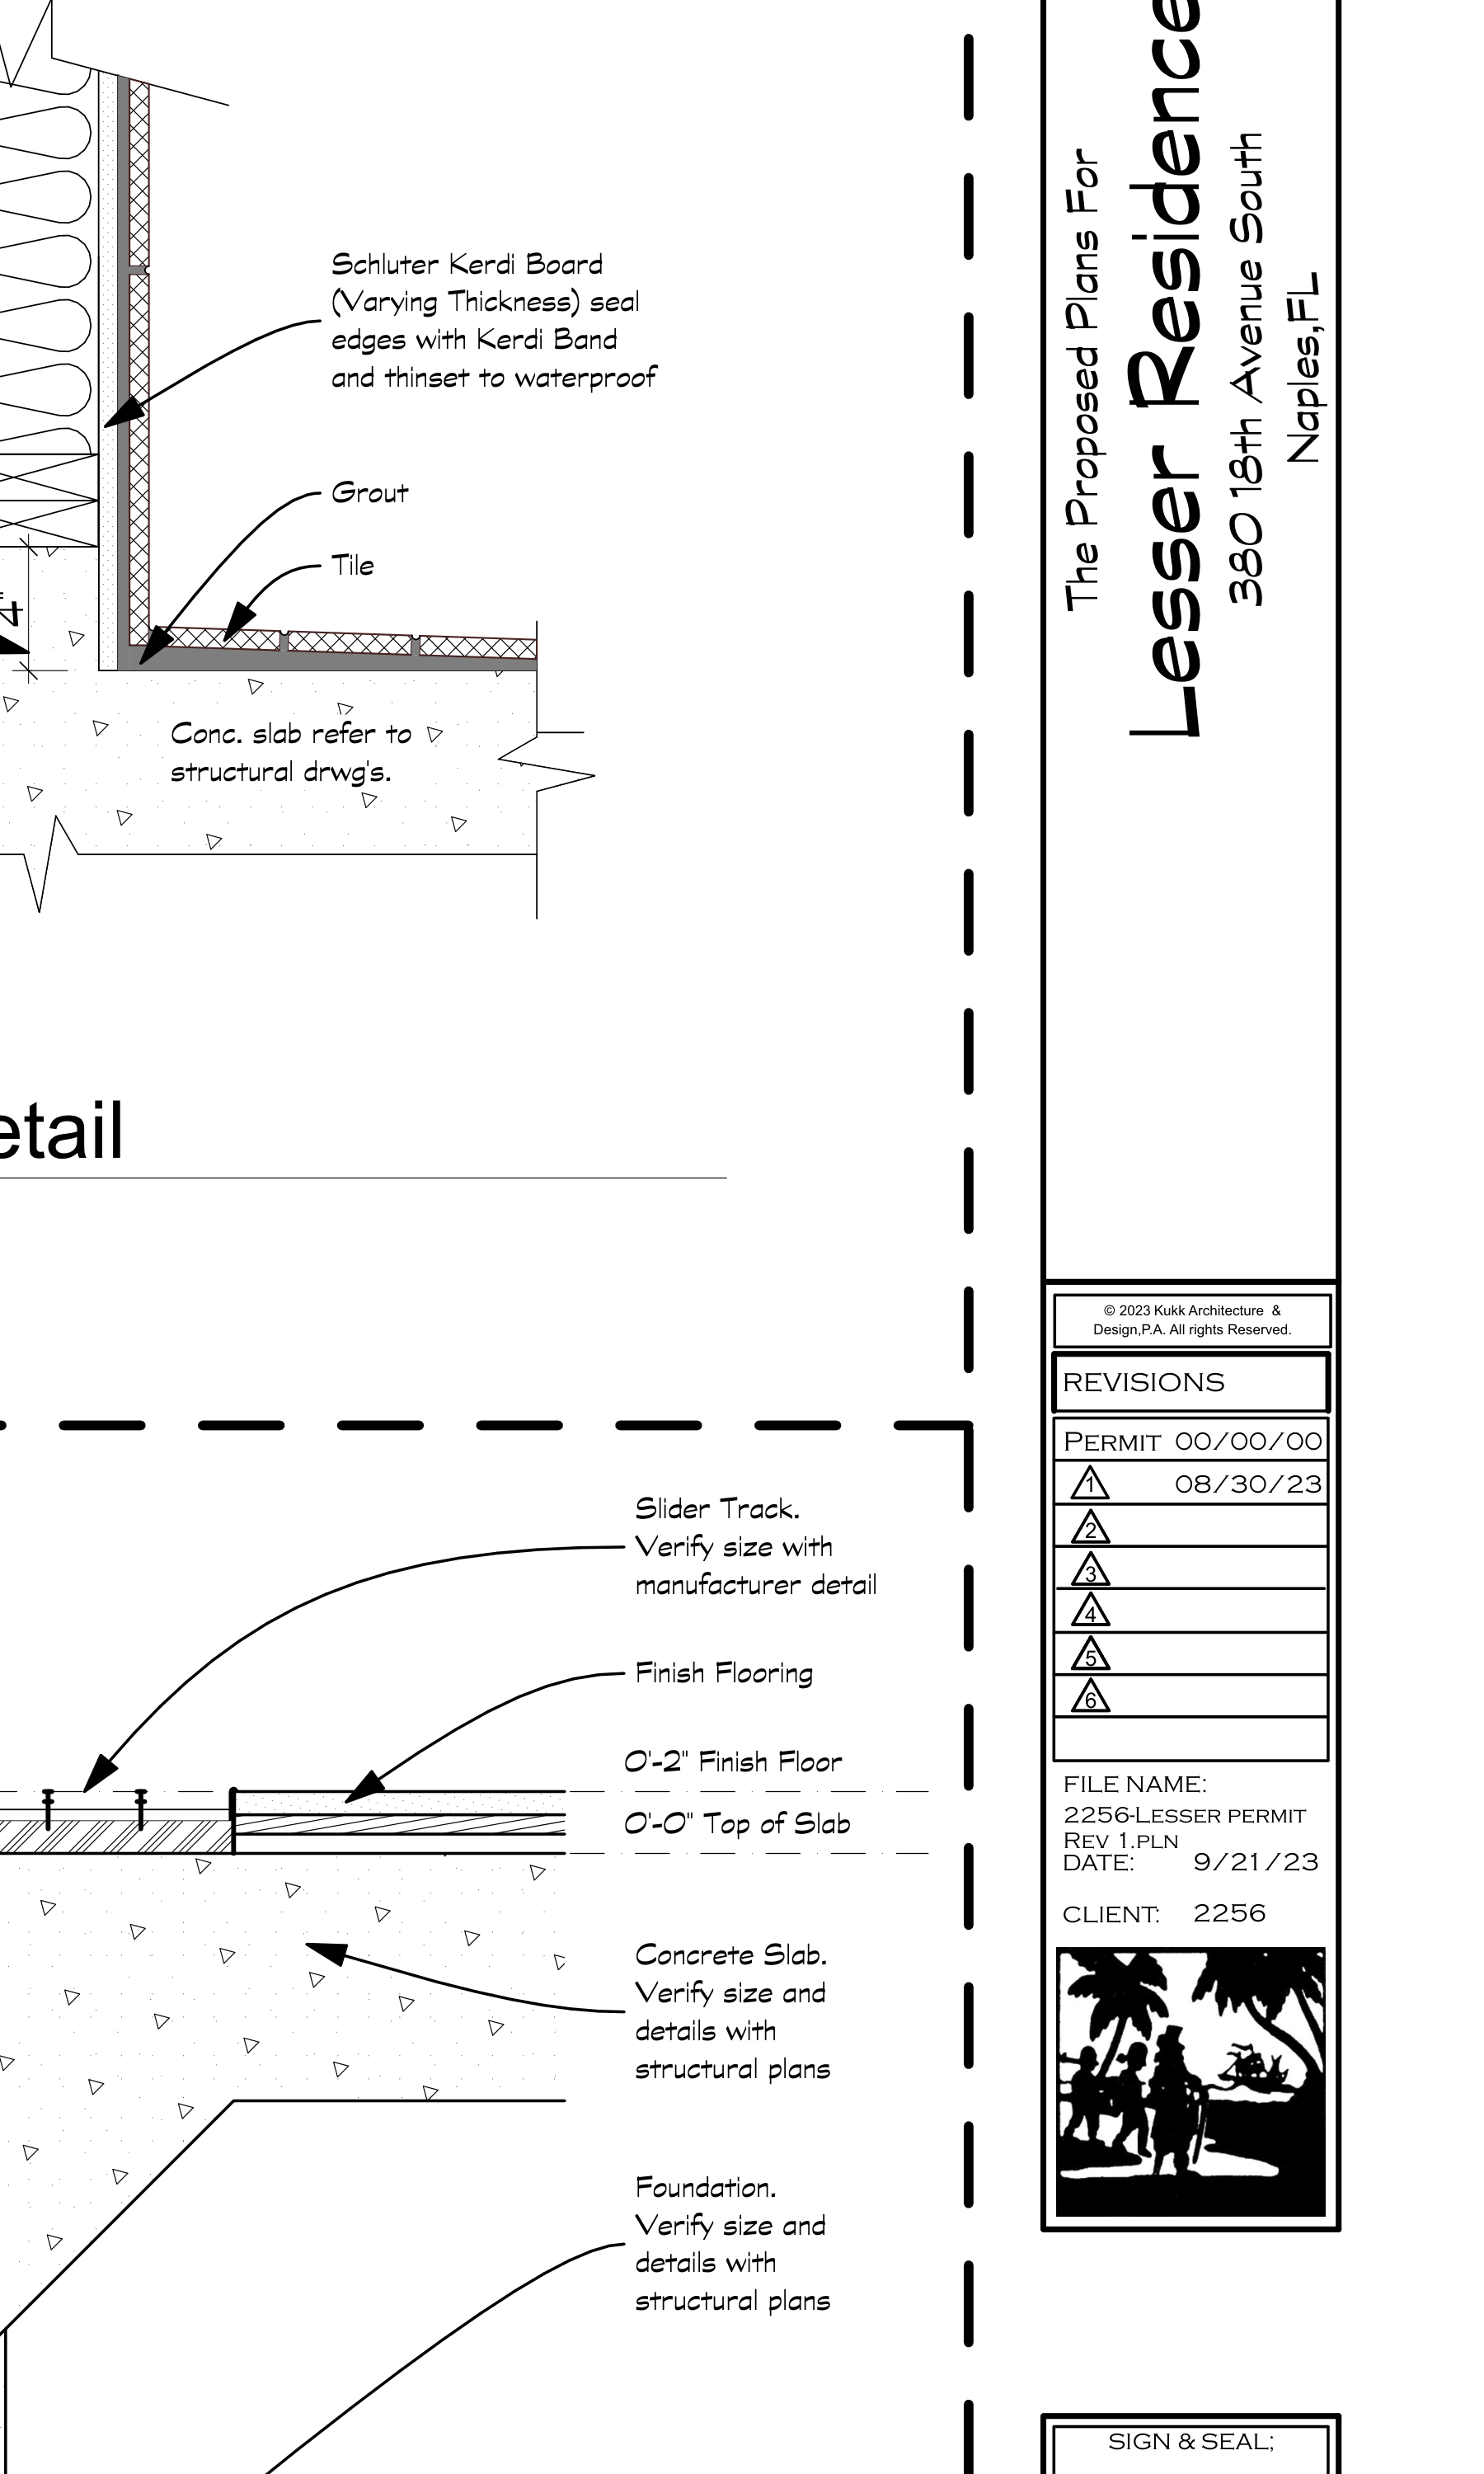 Schluter Kerdi Board
(Varying Thickness) seal
edges with Kerdi Band
and thinset to waterproof
Grout
Tile
4"
Conc. slab refer to
structural drwg's.
etail
Slider Track.
Verify size with
manufacturer detail
Finish Flooring
0'-2" Finish Floor
0'-0" Top of Slab
Concrete Slab.
Verify size and
details with
structural plans
Foundation.
Verify size and
details with
structural plans
The Proposed Plans For
Lesser Residence
380 18th Avenue South
Naples,FL
© 2023 Kukk Architecture &
Design,P.A. All rights Reserved.
REVISIONS
PERMIT 00/00/00
1 08/30/23
2
3
4
5
6
FILE NAME:
2256-LESSER PERMIT
REV 1.PLN
DATE: 9/21/23
CLIENT: 2256
SIGN & SEAL;